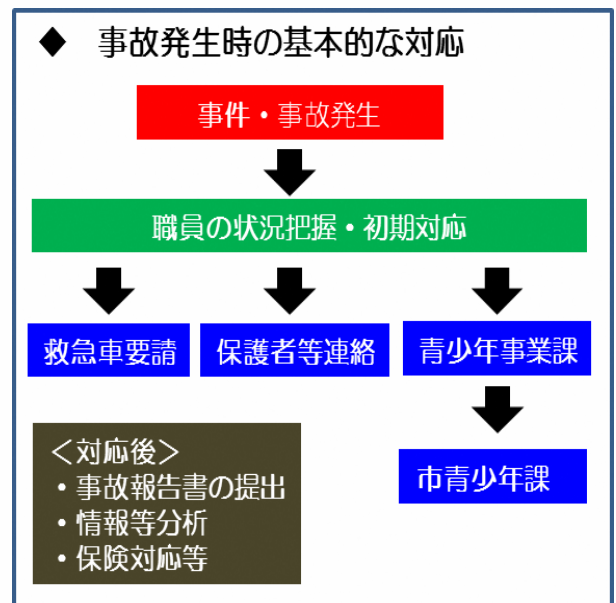 ◆ 事故発生時の基本的な対応
事件・事故発生
職員の状況把握・初期対応
救急車要請
保護者等連絡
青少年事業課
市青少年課
＜対応後＞
・事故報告書の提出
・情報等分析
・保険対応等